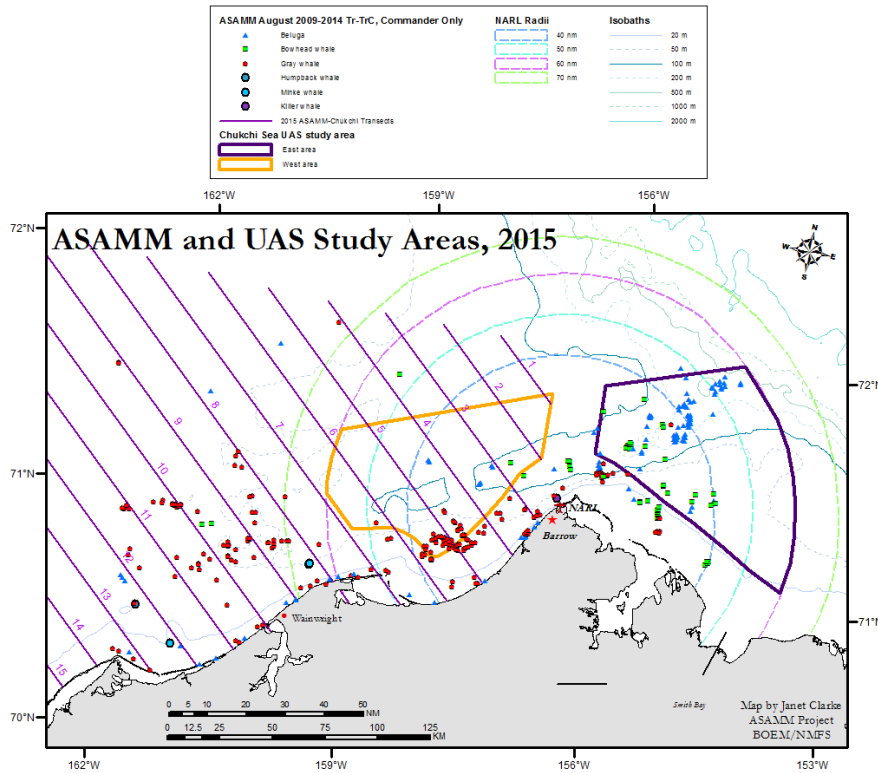 ASAMM August 2009-2014 Tr-TrC, Commander Only
Beluga
Bowhead whale
Gray whale
Humpback whale
Minke whale
Killer whale
2015 ASAMM-Chukchi Transects
Chukchi Sea UAS study area
East area
West area
NARL Radii
40 nm
50 nm
60 nm
70 nm
Isobaths
20 m
50 m
100 m
200 m
500 m
1000 m
2000 m
162°W 159°W 156°W
72°N
ASAMM and UAS Study Areas, 2015
N
W E
S
1
2
3
4
5
6
7
8
9
10
11
12
13
15
72°N
71°N
NARL
Barrow
Wainwright
71°N
70°N
0 5 10 20 30 40 50
NM
0 12.5 25 50 75 100 125
KM
Smith Bay
Map by Janet Clarke
ASAMM Project
BOEM/NMFS
162°W 159°W 156°W 153°W